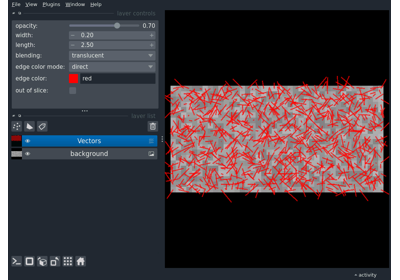 File View Plugins Window Help
layer controls
opacity: 0.70
width: 0.20
length: 2.50
blending: translucent
edge color mode: direct
edge color: red
out of slice:
layer list
Vectors
background
activity